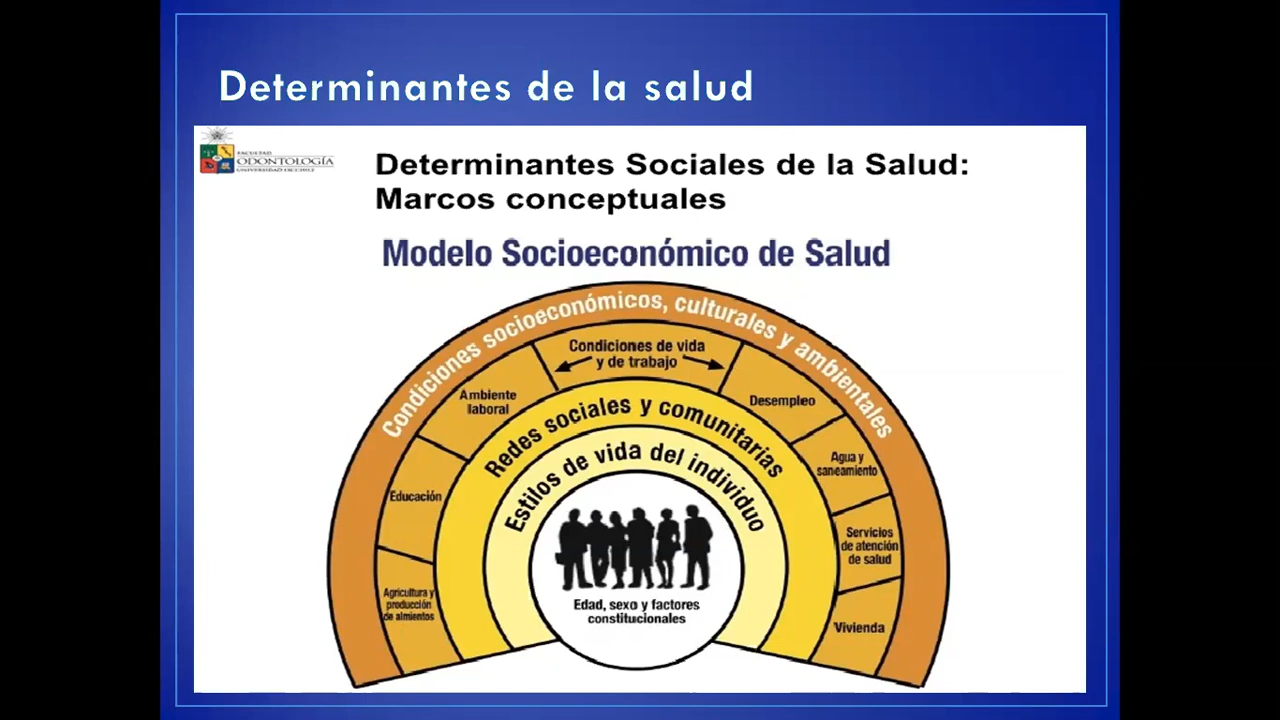 Determinantes de la salud
FACULTAD
ODONTOLOGÍA
UNIVERSIDAD DE CHILE
Determinantes Sociales de la Salud:
Marcos conceptuales
Modelo Socioeconómico de Salud
Condiciones socioeconómicos, culturales y ambientales
Condiciones de vida
y de trabajo
Ambiente
laboral
Desempleo
Redes sociales y comunitarias
Estilos de vida del individuo
Agua y
saneamiento
Educación
Servicios
de atención
de salud
Agricultura y
producción
de almientos
Edad, sexo y factores
constitucionales
Vivienda